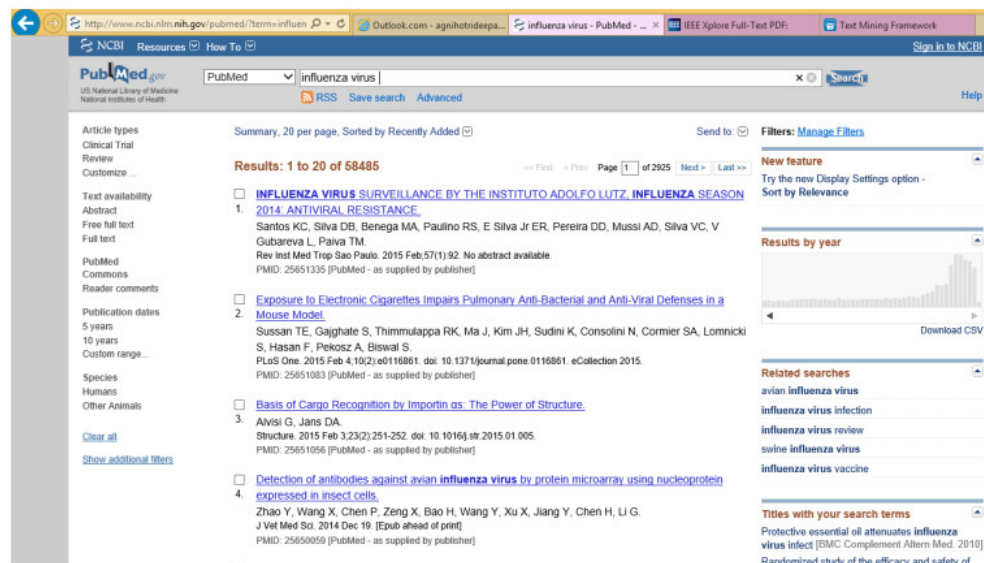 http://www.ncbi.nlm.nih.gov/pubmed/?term=influen
Outlook.com - agnihotrideepa...
influenza virus - PubMed - ...
IEEE Xplore Full-Text PDF:
Text Mining Framework
NCBI Resources How To
Sign in to NCBI
PubMed.gov
US National Library of Medicine
National Institutes of Health
PubMed
influenza virus
Search
RSS Save search Advanced
Help
Article types
Clinical Trial
Review
Customize ...
Text availability
Abstract
Free full text
Full text
PubMed
Commons
Reader comments
Publication dates
5 years
10 years
Custom range...
Species
Humans
Other Animals
Clear all
Show additional filters
Summary, 20 per page, Sorted by Recently Added
Send to:
Results: 1 to 20 of 58485
<< First < Prev Page 1 of 2925 Next > Last >>
INFLUENZA VIRUS SURVEILLANCE BY THE INSTITUTO ADOLFO LUTZ, INFLUENZA SEASON
1. 2014: ANTIVIRAL RESISTANCE.
Santos KC, Silva DB, Benega MA, Paulino RS, E Silva Jr ER, Pereira DD, Mussi AD, Silva VC, V
Gubareva L, Paiva TM.
Rev Inst Med Trop Sao Paulo. 2015 Feb;57(1):92. No abstract available.
PMID: 25651335 [PubMed - as supplied by publisher]
Exposure to Electronic Cigarettes Impairs Pulmonary Anti-Bacterial and Anti-Viral Defenses in a
2. Mouse Model.
Sussan TE, Gajghate S, Thimmulappa RK, Ma J, Kim JH, Sudini K, Consolini N, Cormier SA, Lomnicki
S, Hasan F, Pekosz A, Biswal S.
PLoS One. 2015 Feb 4;10(2):e0116861. doi: 10.1371/journal.pone.0116861. eCollection 2015.
PMID: 25651083 [PubMed - as supplied by publisher]
Basis of Cargo Recognition by Importin αs: The Power of Structure.
3. Alvisi G, Jans DA.
Structure. 2015 Feb 3;23(2):251-252. doi: 10.1016/j.str.2015.01.005.
PMID: 25651056 [PubMed - as supplied by publisher]
Detection of antibodies against avian influenza virus by protein microarray using nucleoprotein
4. expressed in insect cells.
Zhao Y, Wang X, Chen P, Zeng X, Bao H, Wang Y, Xu X, Jiang Y, Chen H, Li G.
J Vet Med Sci. 2014 Dec 19. [Epub ahead of print]
PMID: 25650059 [PubMed - as supplied by publisher]
Filters: Manage Filters
New feature
Try the new Display Settings option -
Sort by Relevance
Results by year
Download CSV
Related searches
avian influenza virus
influenza virus infection
influenza virus review
swine influenza virus
influenza virus vaccine
Titles with your search terms
Protective essential oil attenuates influenza
virus infect [BMC Complement Altern Med. 2010]
Randomized study of the efficacy and safety of